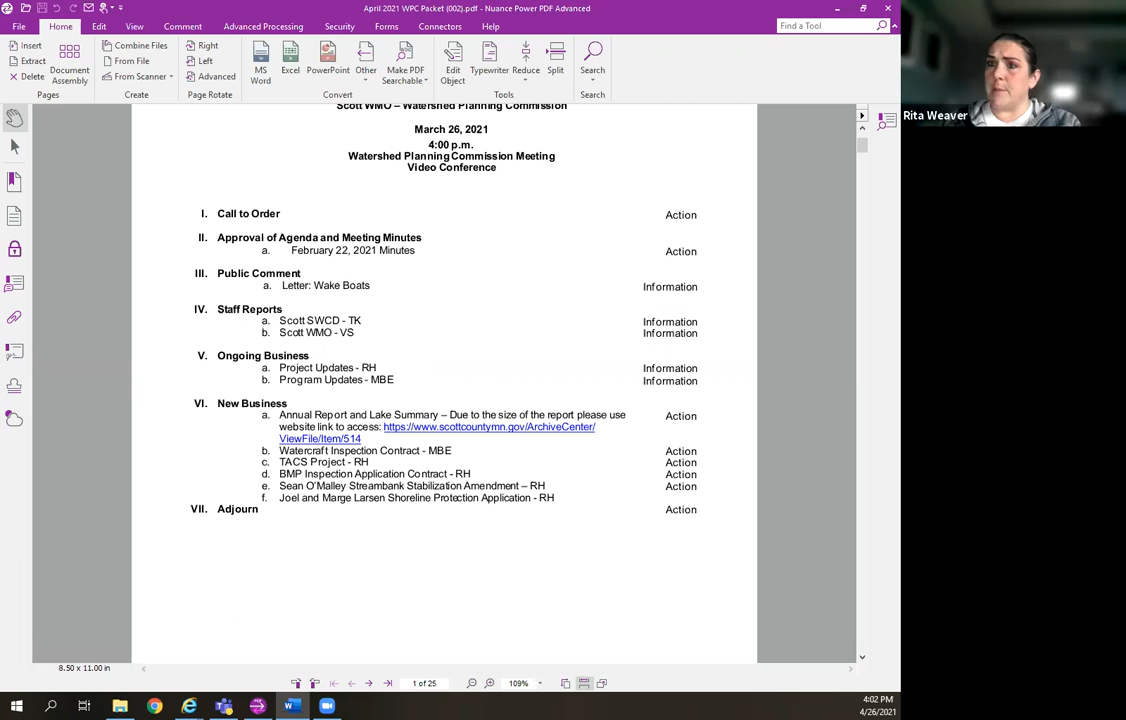 April 2021 WPC Packet (002).pdf - Nuance Power PDF Advanced
File Home Edit View Comment Advanced Processing Security Forms Connectors Help
Find a Tool
Insert
Extract
Delete
Document Assembly
Pages
Combine Files
From File
From Scanner
Create
Right
Left
Advanced
Page Rotate
MS Word
Excel
PowerPoint
Other
Make PDF Searchable
Convert
Edit Object
Typewriter
Reduce
Split
Tools
Search
Search
Rita Weaver
Scott WMO – Watershed Planning Commission
March 26, 2021
4:00 p.m.
Watershed Planning Commission Meeting
Video Conference
I. Call to Order Action
II. Approval of Agenda and Meeting Minutes
a. February 22, 2021 Minutes Action
III. Public Comment
a. Letter: Wake Boats Information
IV. Staff Reports
a. Scott SWCD - TK Information
b. Scott WMO - VS Information
V. Ongoing Business
a. Project Updates - RH Information
b. Program Updates - MBE Information
VI. New Business
a. Annual Report and Lake Summary – Due to the size of the report please use Action
website link to access: https://www.scottcountymn.gov/ArchiveCenter/
ViewFile/Item/514
b. Watercraft Inspection Contract - MBE Action
c. TACS Project - RH Action
d. BMP Inspection Application Contract - RH Action
e. Sean O'Malley Streambank Stabilization Amendment – RH Action
f. Joel and Marge Larsen Shoreline Protection Application - RH Action
VII. Adjourn Action
8.50 x 11.00 in
1 of 25
109%
4:02 PM
4/26/2021